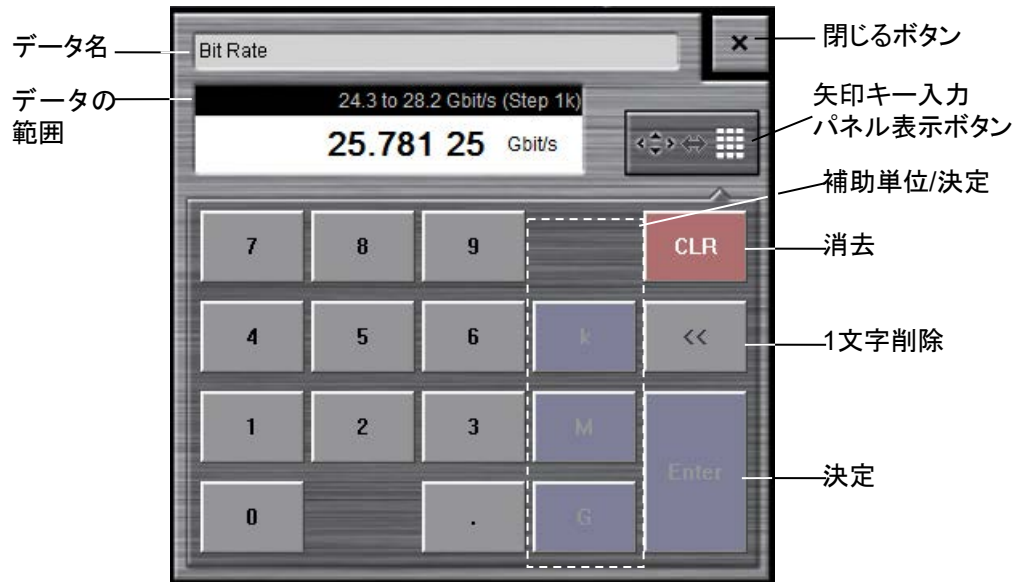 データ名
Bit Rate
×
閉じるボタン
データの
範囲
24.3 to 28.2 Gbit/s (Step 1k)
25.781 25 Gbit/s
矢印キー入力
パネル表示ボタン
補助単位/決定
7 8 9 CLR
消去
4 5 6 k <<
1文字削除
1 2 3 M Enter
決定
0 . G